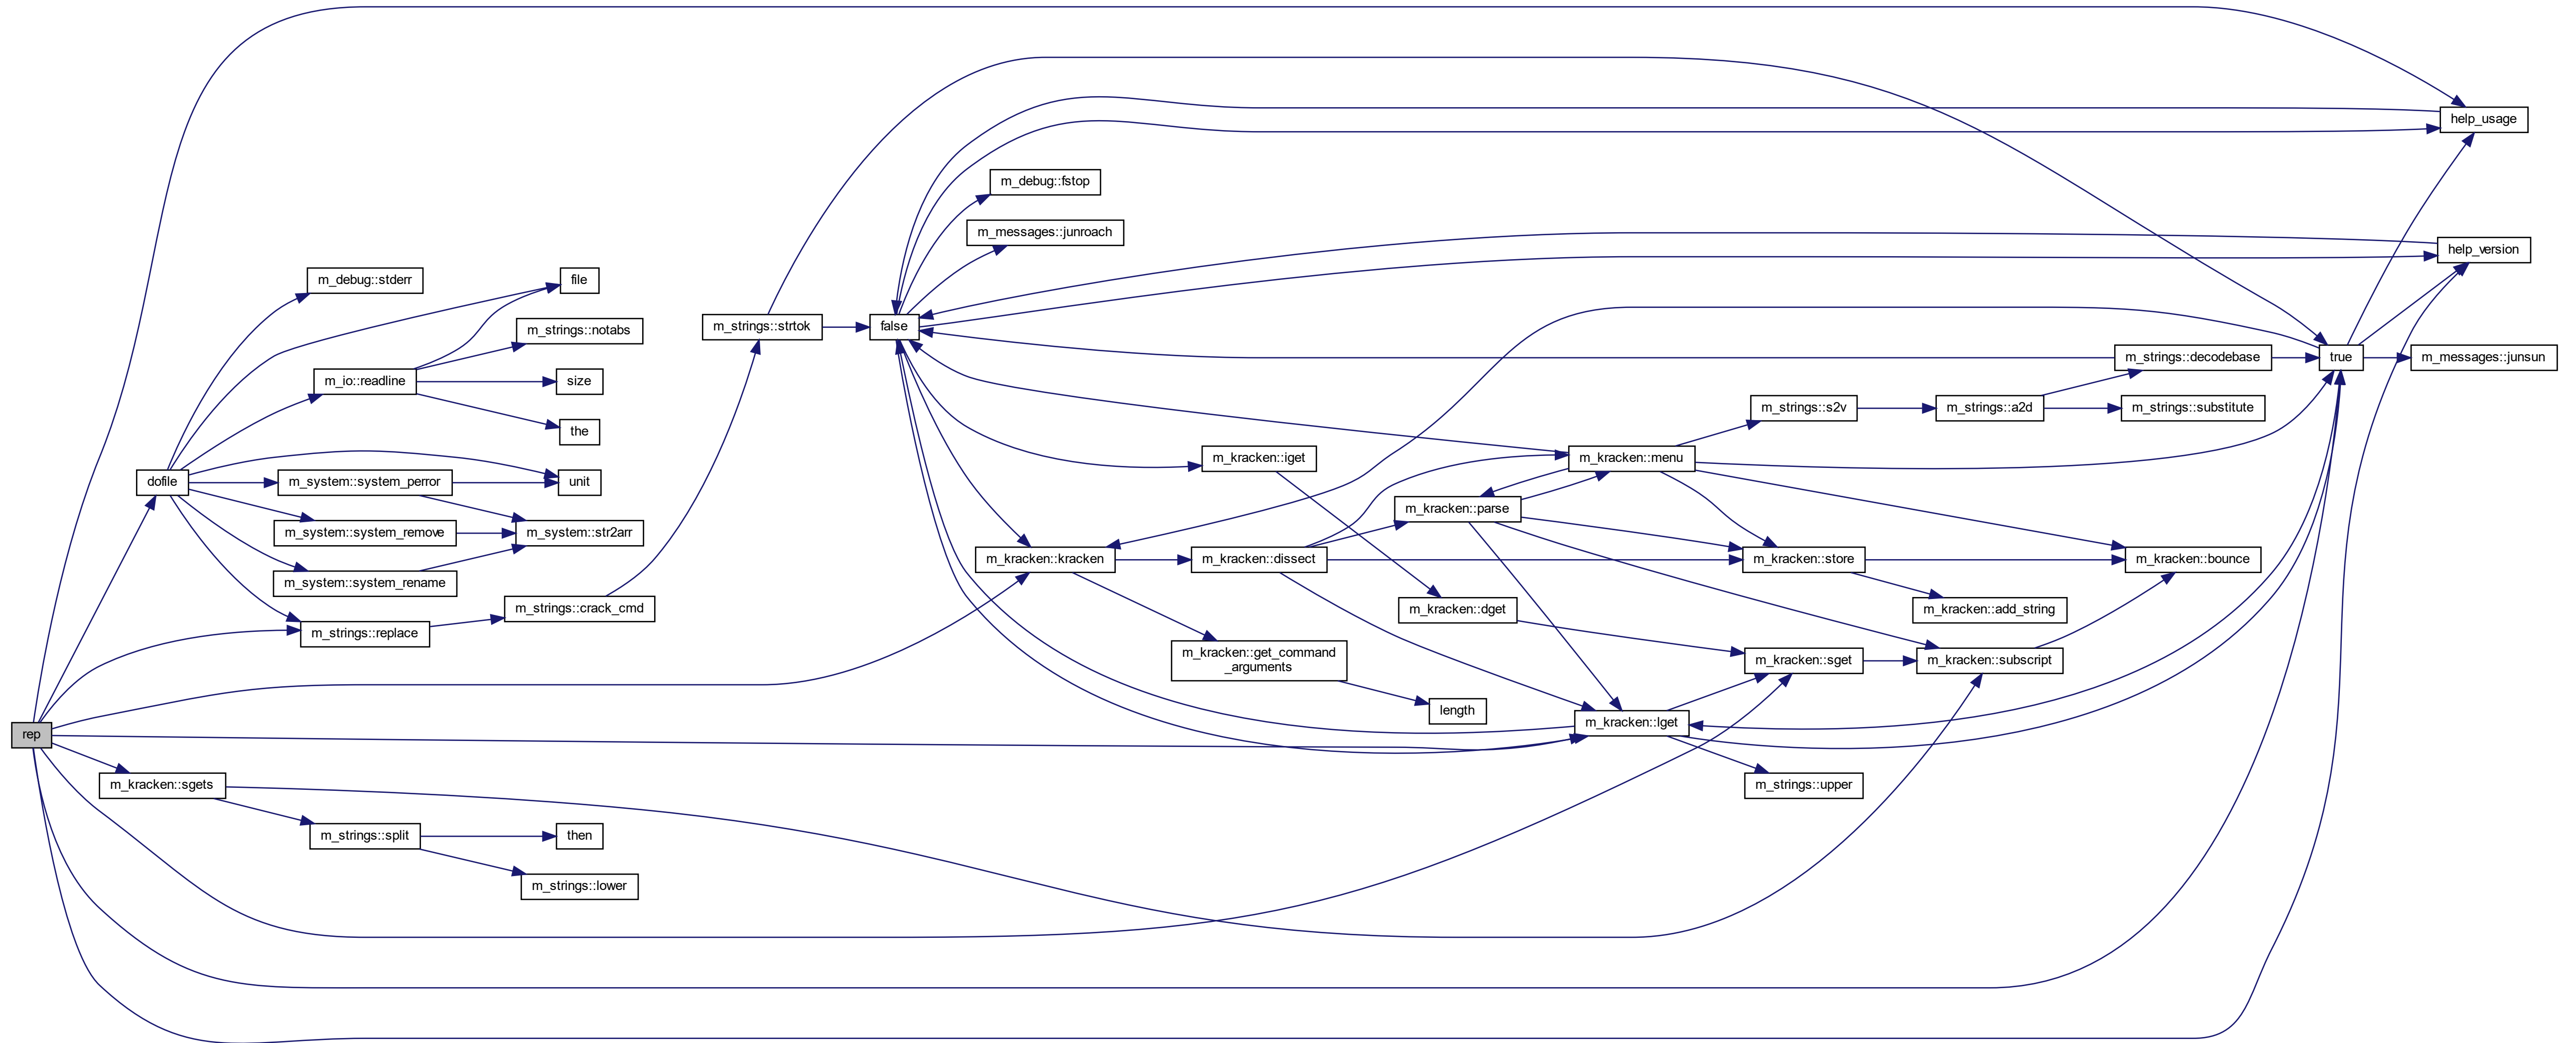 help_usage
m_debug::fstop
m_messages::junroach
help_version
m_debug::stderr
file
m_strings::notabs
m_strings::strtok
false
m_strings::decodebase
true
m_messages::junsun
m_io::readline
size
m_strings::s2v
m_strings::a2d
m_strings::substitute
the
m_kracken::iget
m_kracken::menu
dofile
m_system::system_perror
unit
m_kracken::parse
m_system::system_remove
m_system::str2arr
m_kracken::kracken
m_kracken::dissect
m_kracken::store
m_kracken::bounce
m_system::system_rename
m_strings::crack_cmd
m_kracken::dget
m_kracken::add_string
m_strings::replace
m_kracken::get_command
_arguments
m_kracken::sget
m_kracken::subscript
length
rep
m_kracken::lget
m_kracken::sgets
m_strings::upper
m_strings::split
then
m_strings::lower